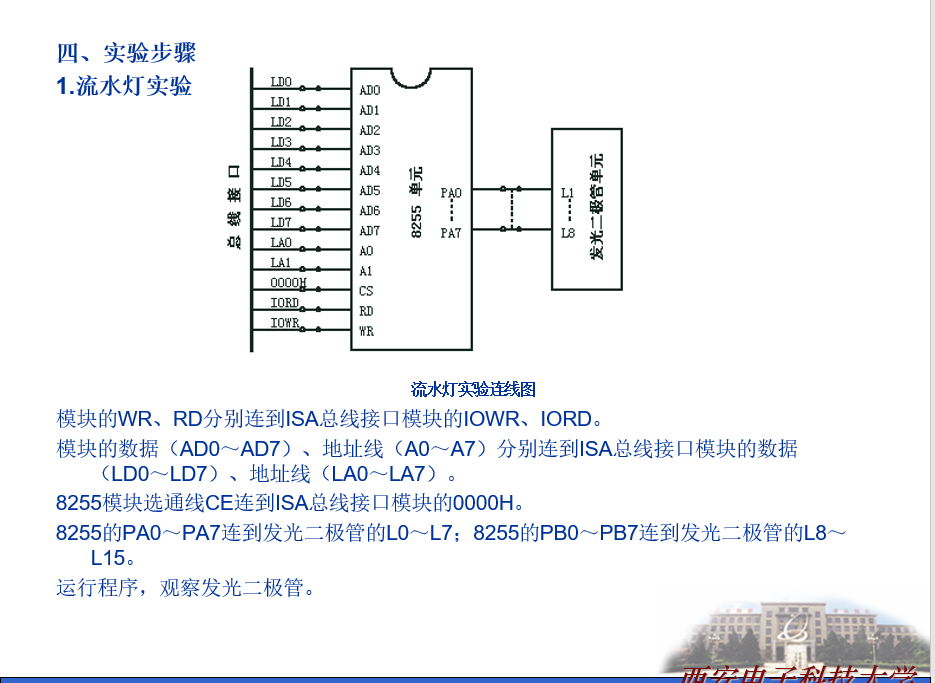 四、实验步骤
1.流水灯实验
总线接口
LD0
LD1
LD2
LD3
LD4
LD5
LD6
LD7
LA0
LA1
0000H
IORD
IOWR
AD0
AD1
AD2
AD3
AD4
AD5
AD6
AD7
A0
A1
CS
RD
WR
8255 单元
PA0
PA7
L1
L8
发光二极管单元
流水灯实验连线图
模块的WR、RD分别连到ISA总线接口模块的IOWR、IORD。
模块的数据（AD0～AD7）、地址线（A0～A7）分别连到ISA总线接口模块的数据
（LD0～LD7）、地址线（LA0～LA7）。
8255模块选通线CE连到ISA总线接口模块的0000H。
8255的PA0～PA7连到发光二极管的L0～L7；8255的PB0～PB7连到发光二极管的L8～
L15。
运行程序，观察发光二极管。
西安电子科技大学